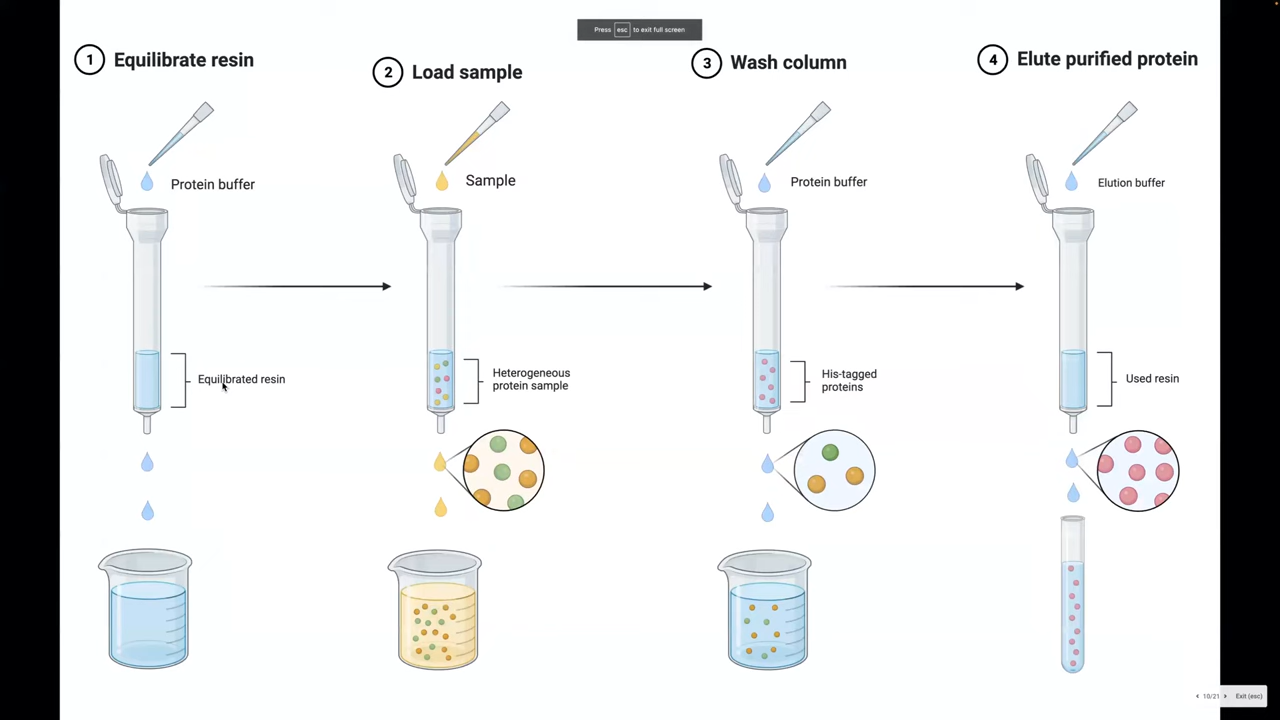 Press esc to exit full screen
1 Equilibrate resin
2 Load sample
3 Wash column
4 Elute purified protein
Protein buffer
Sample
Protein buffer
Elution buffer
Equilibrated resin
Heterogeneous
protein sample
His-tagged
proteins
Used resin
10/21
Exit (esc)